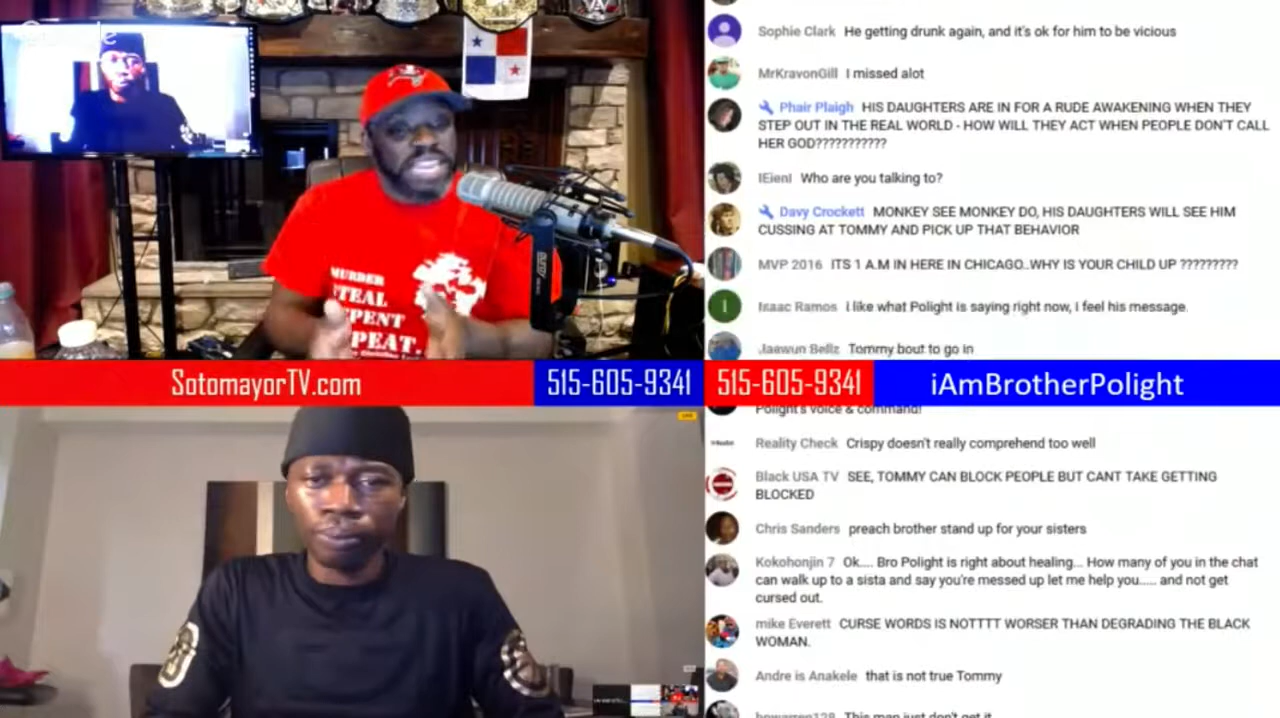 MURDER
STEAL
REPENT
REPEAT.
Sophie Clark He getting drunk again, and it's ok for him to be vicious
MrKravonGill I missed alot
Phair Plaigh HIS DAUGHTERS ARE IN FOR A RUDE AWAKENING WHEN THEY
STEP OUT IN THE REAL WORLD - HOW WILL THEY ACT WHEN PEOPLE DON'T CALL
HER GOD???????????
IEienI Who are you talking to?
Davy Crockett MONKEY SEE MONKEY DO, HIS DAUGHTERS WILL SEE HIM
CUSSING AT TOMMY AND PICK UP THAT BEHAVIOR
MVP 2016 ITS 1 A.M IN HERE IN CHICAGO..WHY IS YOUR CHILD UP ?????????
I
Isaac Ramos i like what Polight is saying right now, i feel his message.
Jaewun Bellz Tommy bout to go in
SotomayorTV.com 515-605-9341 515-605-9341 iAmBrotherPolight
Polight's voice & command!
Reality Check Crispy doesn't really comprehend too well
Black USA TV SEE, TOMMY CAN BLOCK PEOPLE BUT CANT TAKE GETTING
BLOCKED
Chris Sanders preach brother stand up for your sisters
Kokohonjin 7 Ok.... Bro Polight is right about healing... How many of you in the chat
can walk up to a sista and say you're messed up let me help you..... and not get
cursed out.
mike Everett CURSE WORDS IS NOTTTT WORSER THAN DEGRADING THE BLACK
WOMAN.
Andre is Anakele that is not true Tommy
This man just don't get it